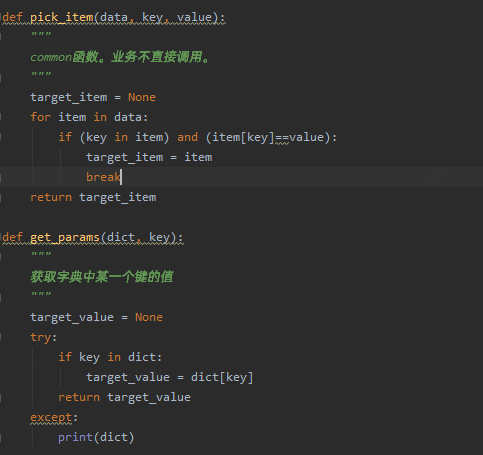 def pick_item(data, key, value):
"""
common函数。业务不直接调用。
"""
target_item = None
for item in data:
if (key in item) and (item[key]==value):
target_item = item
break
return target_item
def get_params(dict, key):
"""
获取字典中某一个键的值
"""
target_value = None
try:
if key in dict:
target_value = dict[key]
return target_value
except:
print(dict)